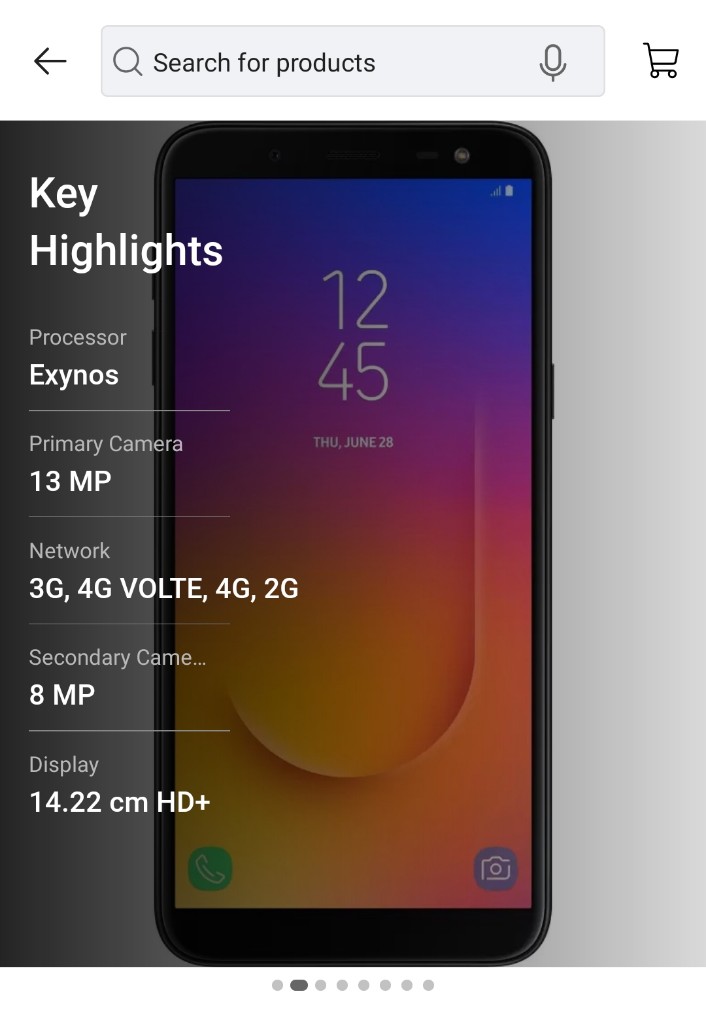 Search for products
Key
Highlights
Processor
Exynos
Primary Camera
13 MP
Network
3G, 4G VOLTE, 4G, 2G
Secondary Came...
8 MP
Display
14.22 cm HD+
12
45
THU, JUNE 28